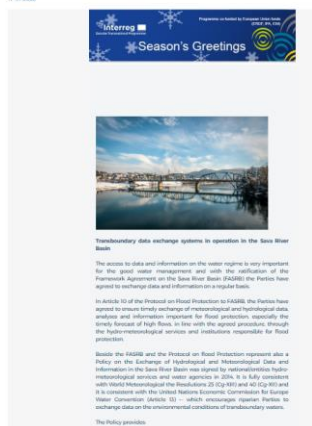 Interreg
Danube Transnational Programme
Programme co-funded by European Union funds
(ERDF, IPA, ENI)
Season's Greetings
Transboundary data exchange systems in operation in the Sava River
Basin
The access to data and information on the water regime is very important
for the good water management and with the ratification of the
Framework Agreement on the Sava River Basin (FASRB) the Parties have
agreed to exchange data and information on a regular basis.
In Article 10 of the Protocol on Flood Protection to FASRB, the Parties have
agreed to ensure timely exchange of meteorological and hydrological data,
analyses and information important for flood protection, especially the
timely forecast of high flows, in line with the agreed procedure, through
the hydro-meteorological services and institutions responsible for flood
protection.
Beside the FASRB and the Protocol on Flood Protection represent also a
Policy on the Exchange of Hydrological and Meteorological Data and
Information in the Sava River Basin was signed by national/entities hydro-
meteorological services and water agencies in 2014. It is fully consistent
with World Meteorological the Resolutions 25 (Cg-XIII) and 40 (Cg-XII) and
it is consistent with the United Nations Economic Commission for Europe
Water Convention (Article 13) – which encourages riparian Parties to
exchange data on the environmental conditions of transboundary waters.
The Policy provides: